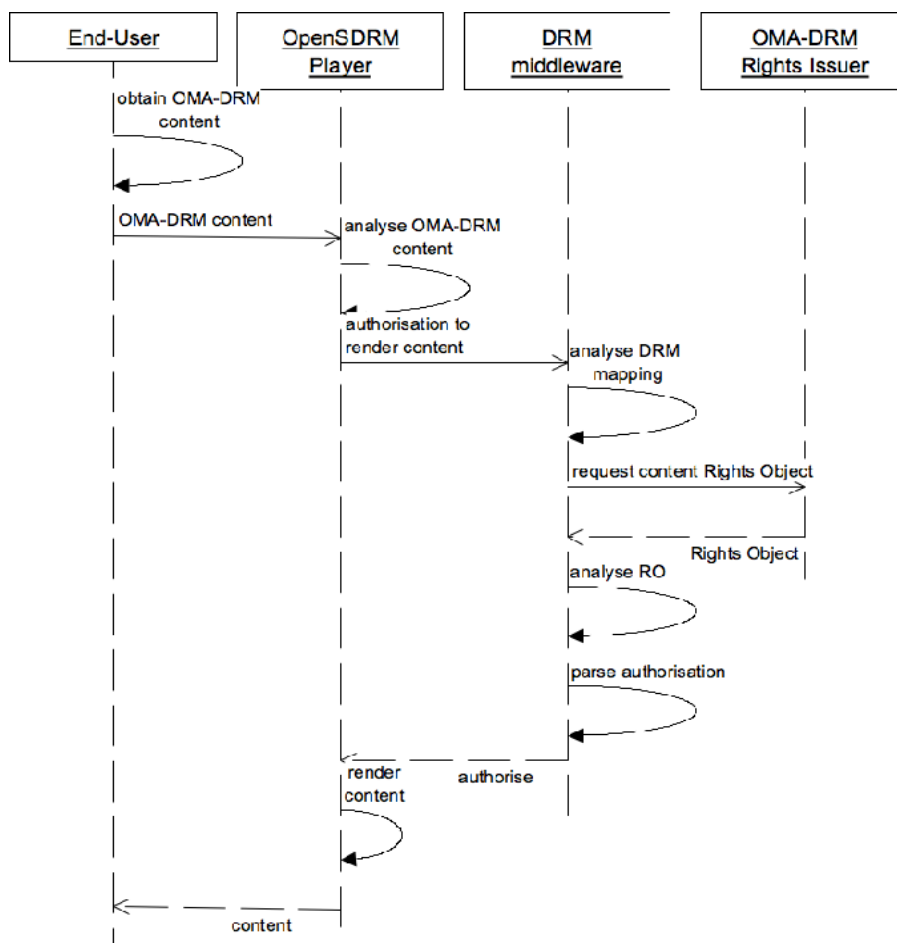 End-User
OpenSDRM
Player
DRM
middleware
OMA-DRM
Rights Issuer
obtain OMA-DRM
content
OMA-DRM content
analyse OMA-DRM
content
authorisation to
render content
analyse DRM
mapping
request content Rights Object
Rights Object
analyse RO
parse authorisation
authorise
render
content
content